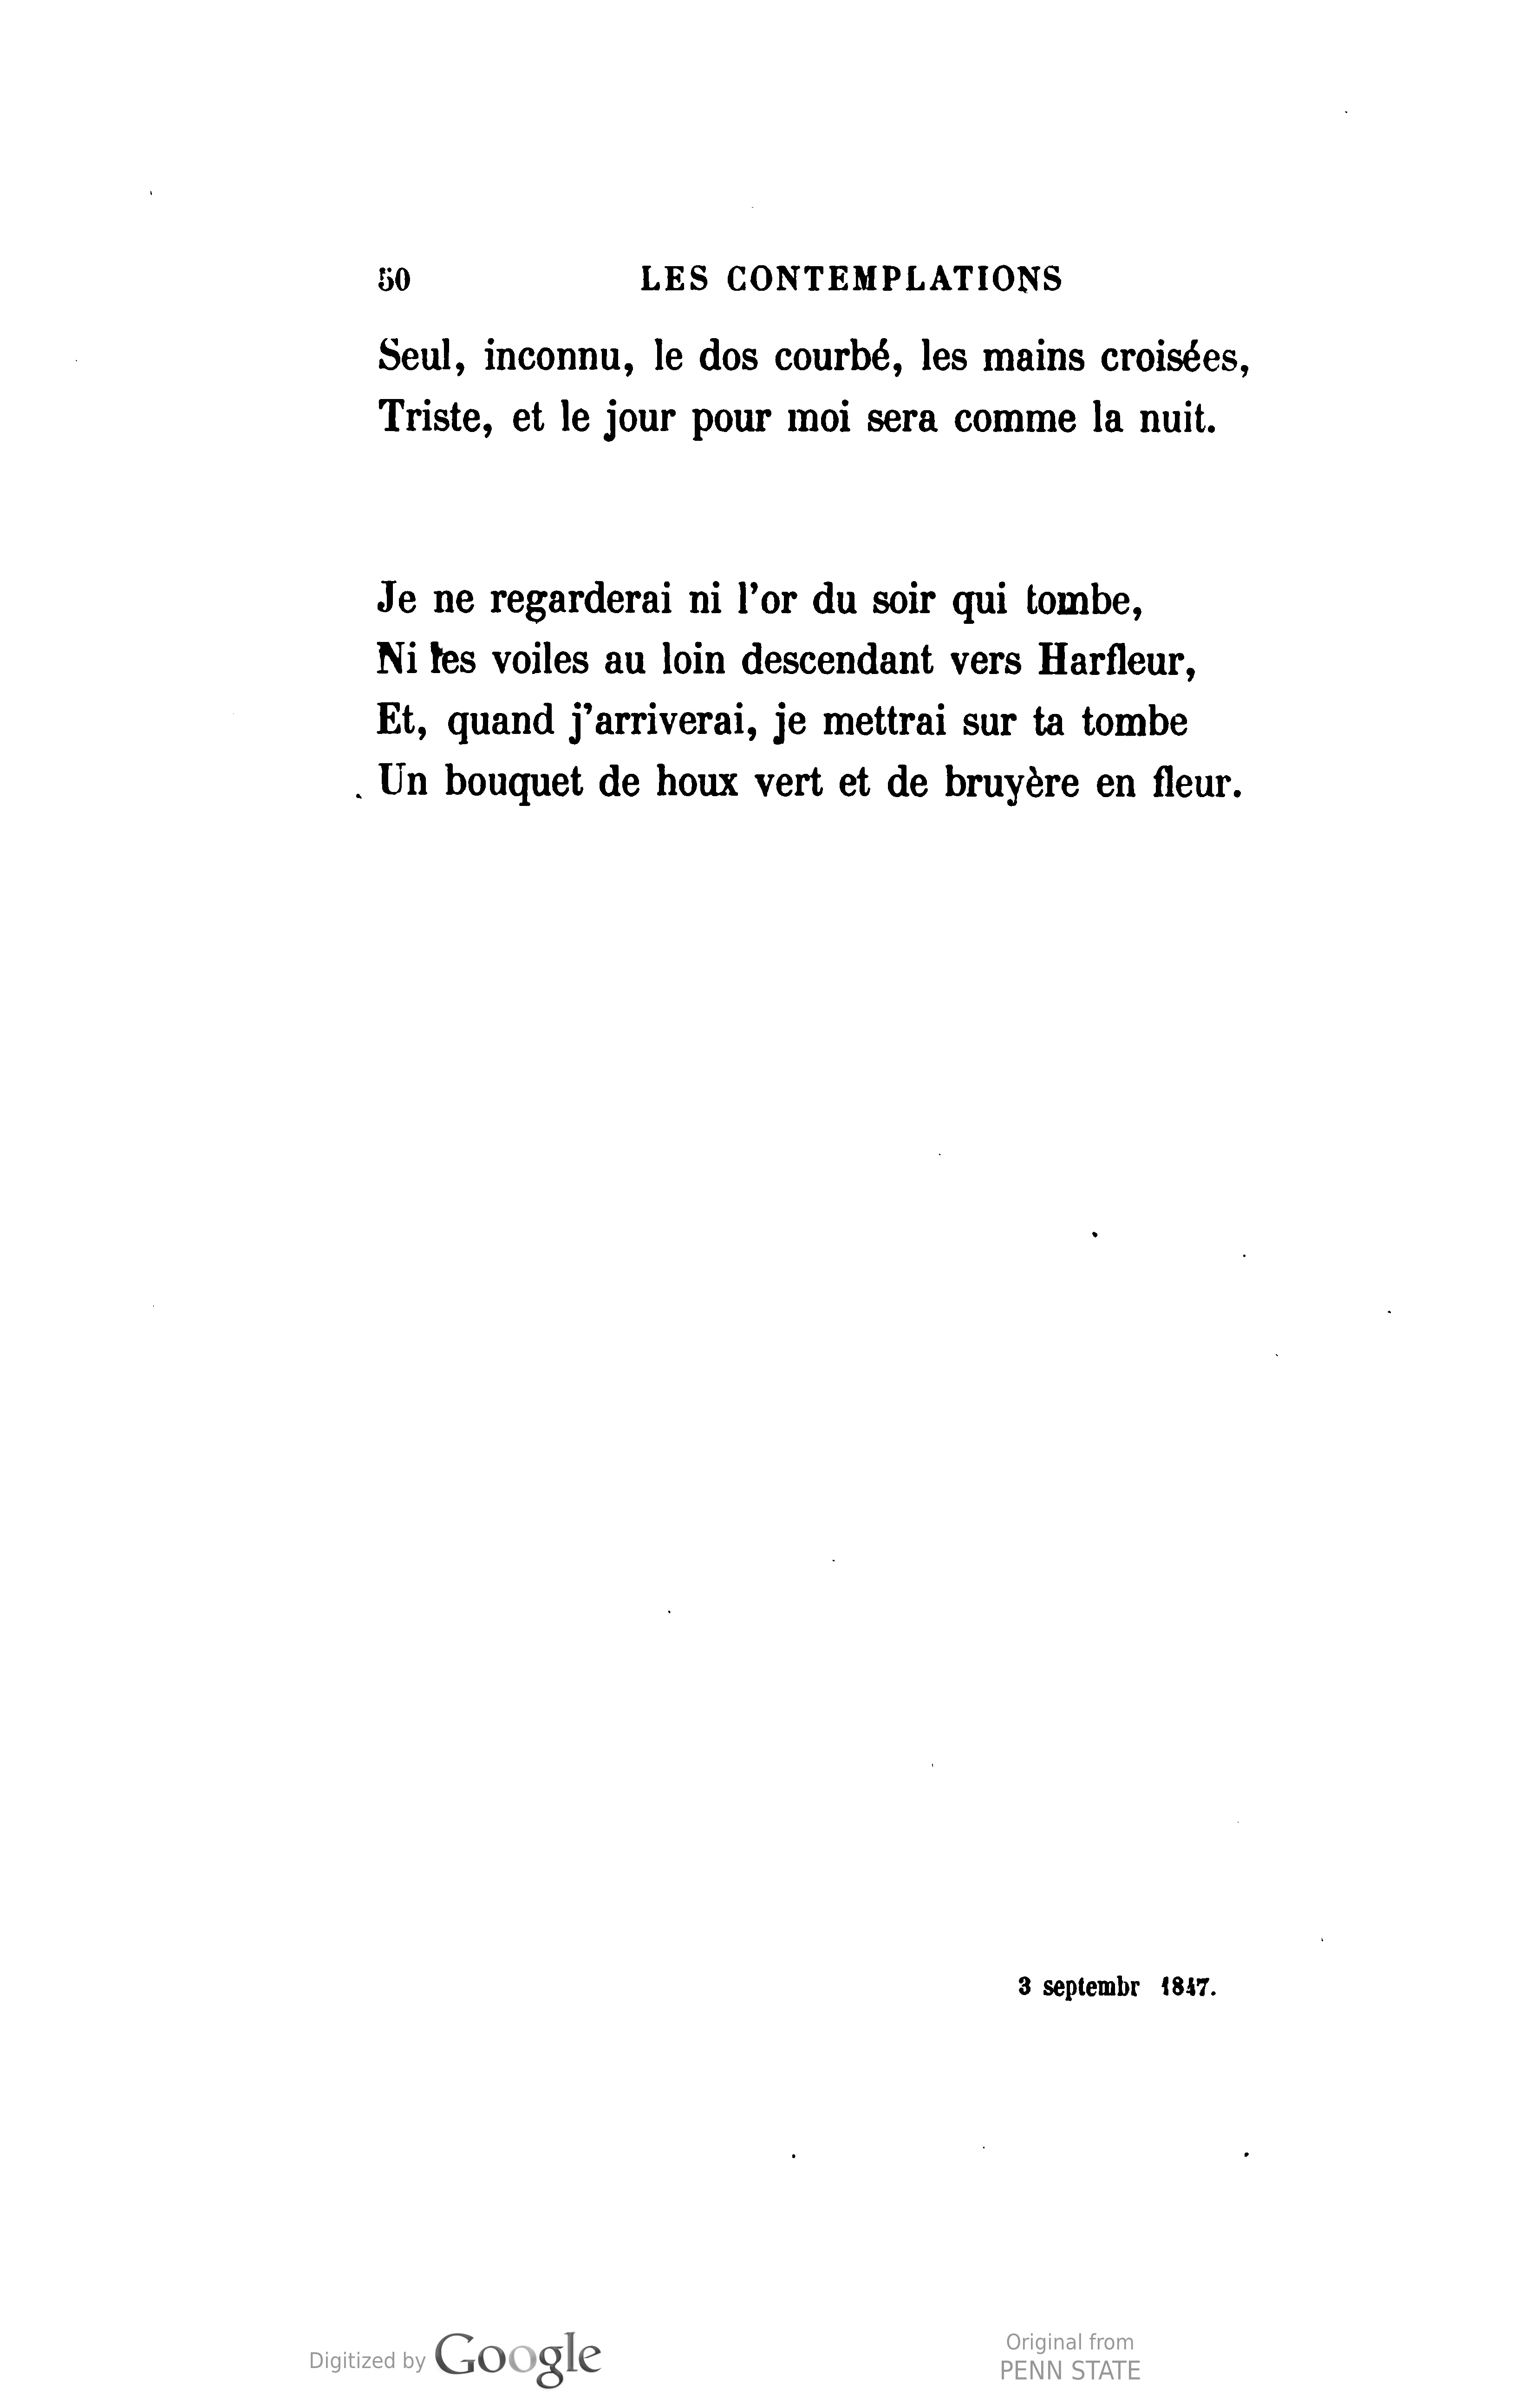 50 LES CONTEMPLATIONS
Seul, inconnu, le dos courbé, les mains croisées,
Triste, et le jour pour moi sera comme la nuit.
Je ne regarderai ni l'or du soir qui tombe,
Ni les voiles au loin descendant vers Harfleur,
Et, quand j'arriverai, je mettrai sur ta tombe
Un bouquet de houx vert et de bruyère en fleur.
3 septembr 1847.
Digitized by Google
Original from
PENN STATE